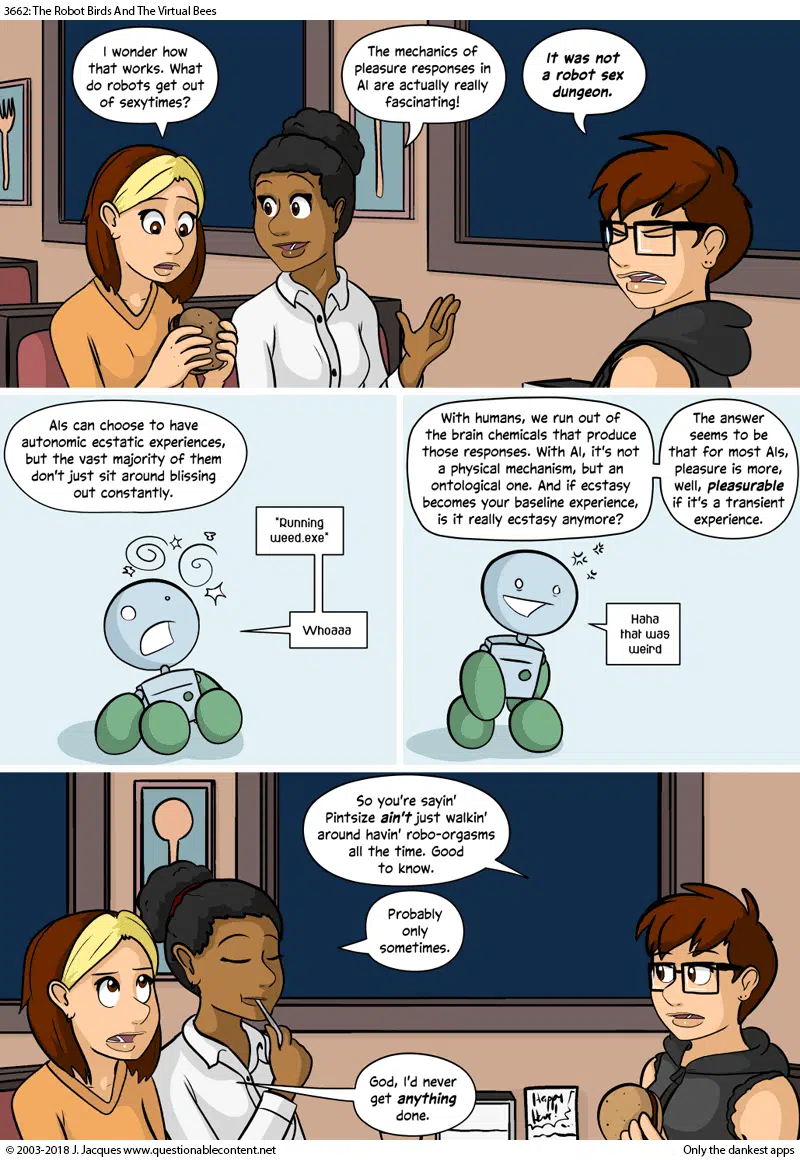 3662: The Robot Birds And The Virtual Bees
I wonder how
that works. What
do robots get out
of sexytimes?
The mechanics of
pleasure responses in
AI are actually really
fascinating!
It was not
a robot sex
dungeon.
AIs can choose to have
autonomic ecstatic experiences,
but the vast majority of them
don't just sit around blissing
out constantly.
"Running
weed.exe"
Whoaaa
With humans, we run out of
the brain chemicals that produce
those responses. With AI, it's not
a physical mechanism, but an
ontological one. And if ecstasy
becomes your baseline experience,
is it really ecstasy anymore?
The answer
seems to be
that for most AIs,
pleasure is more,
well, pleasurable
if it's a transient
experience.
Haha
that was
weird
So you're sayin'
Pintsize ain't just walkin'
around havin' robo-orgasms
all the time. Good
to know.
Probably
only
sometimes.
God, I'd never
get anything
done.
Happy
© 2003-2018 J. Jacques www.questionablecontent.net
Only the dankest apps